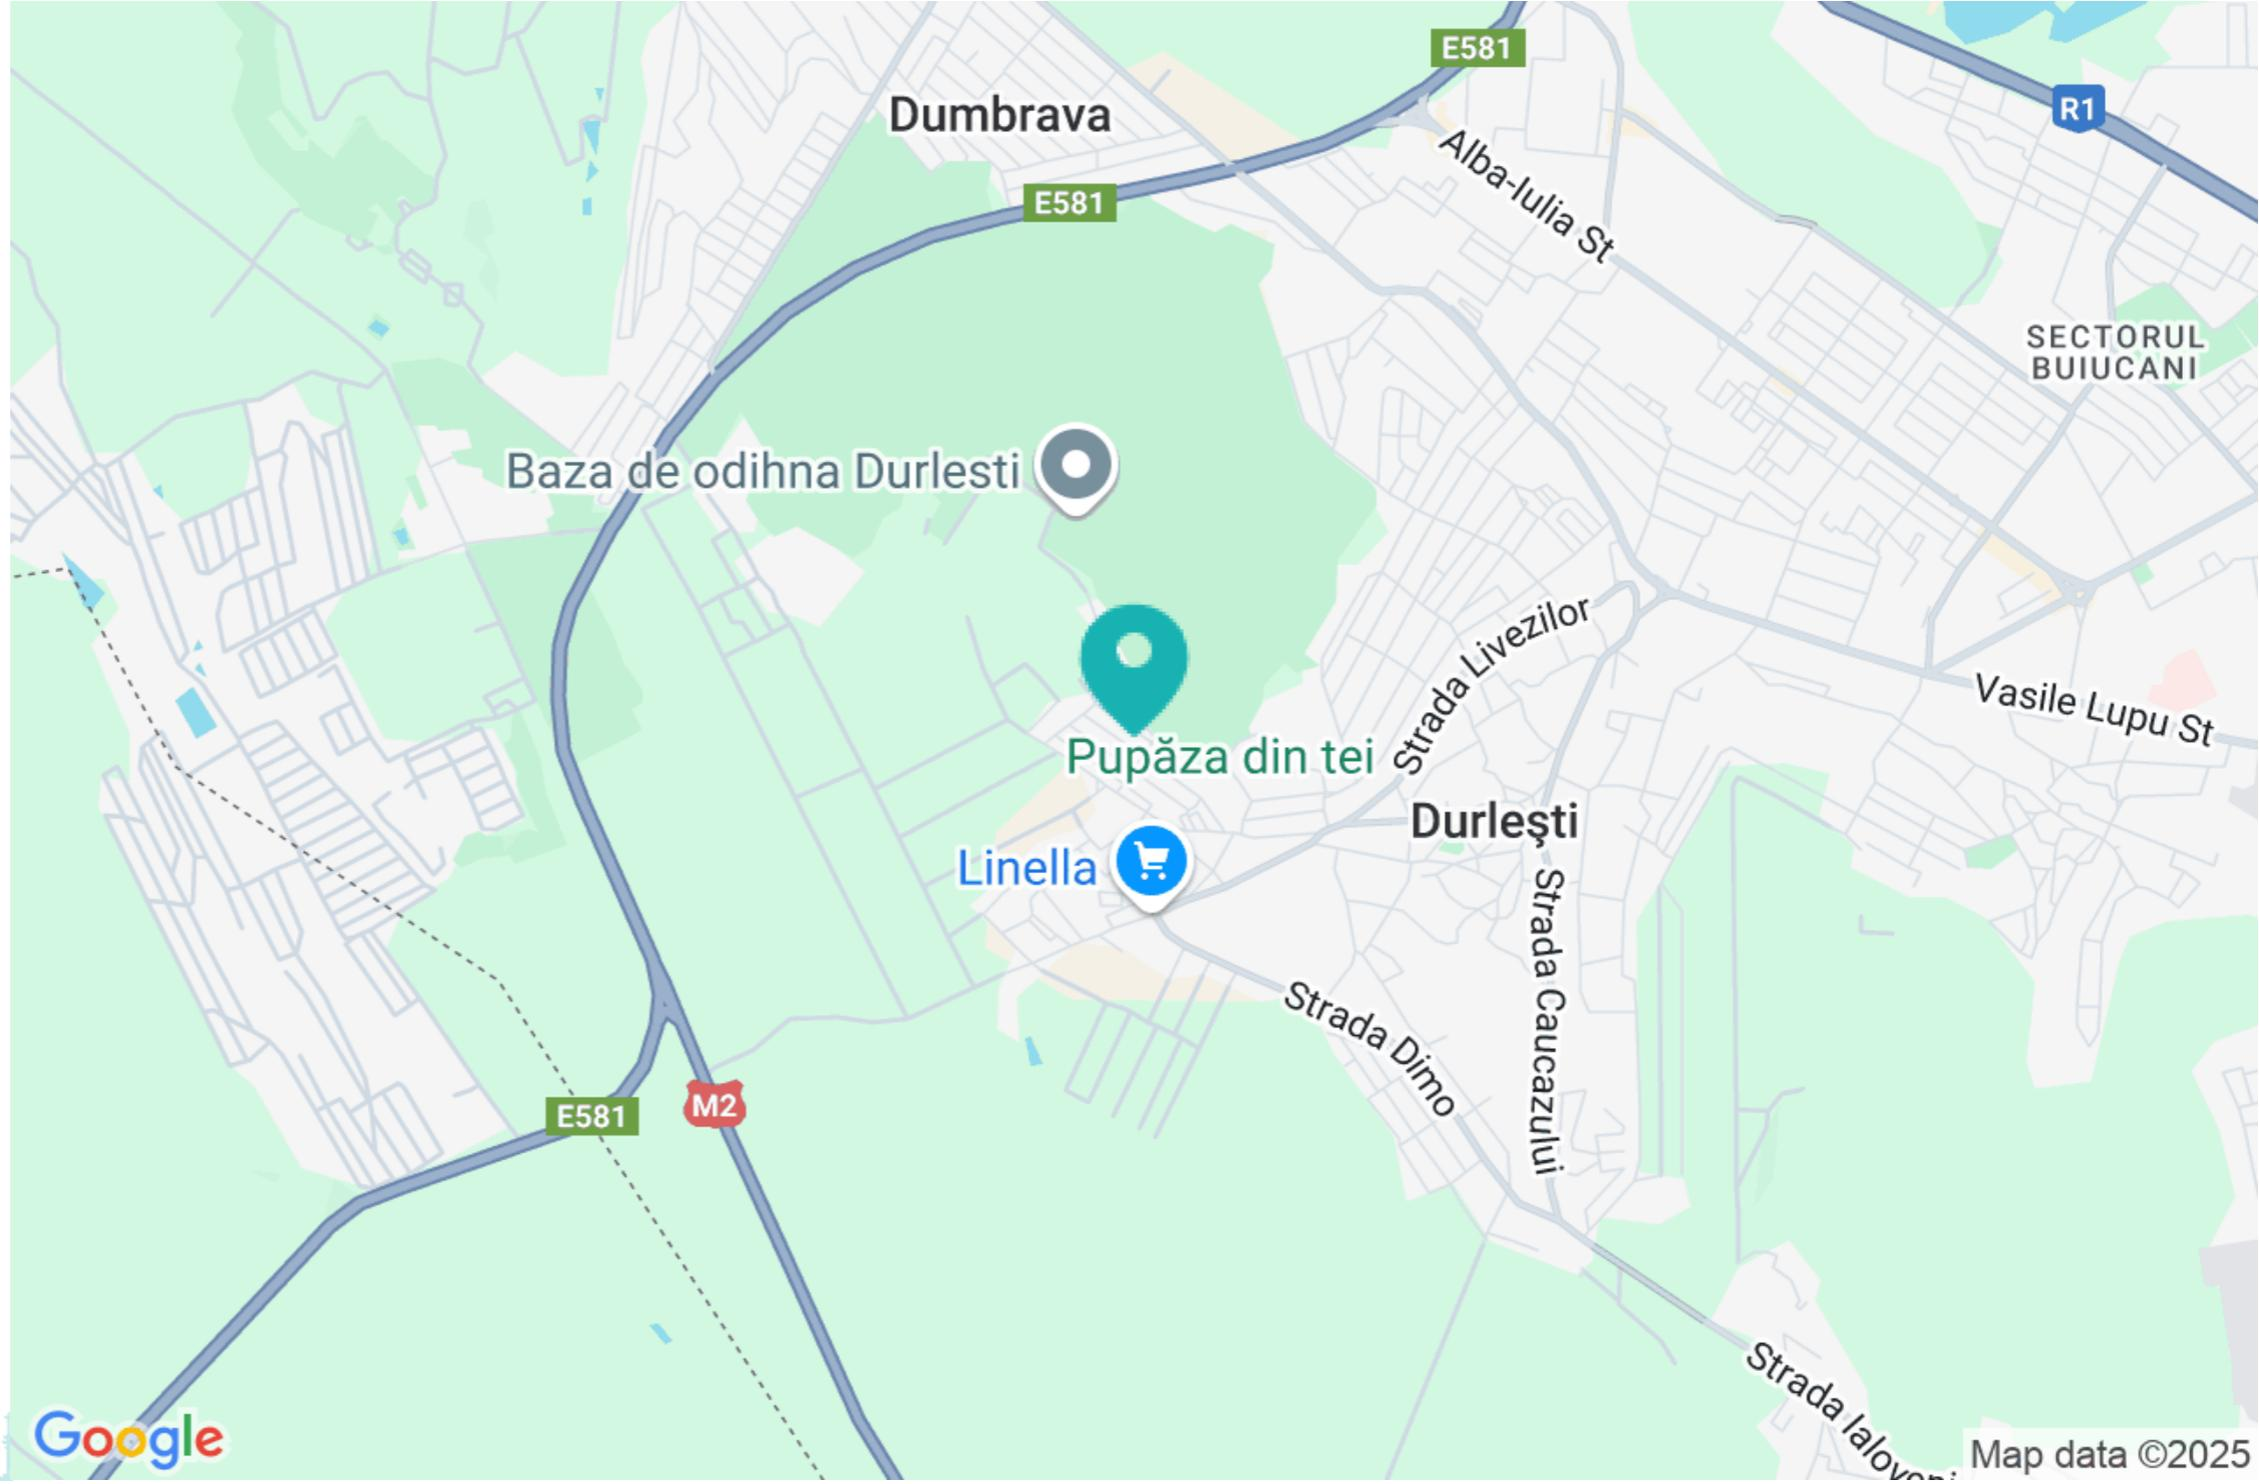 E581
R1
Dumbrava
Alba-Iulia St
E581
SECTORUL
BUIUCANI
Baza de odihna Durlesti
Strada Livezilor
Vasile Lupu St
Pupăza din tei
Durlești
Linella
Strada Caucazului
Strada Dimo
E581
M2
Strada Ialoveni
Google
Map data ©2025